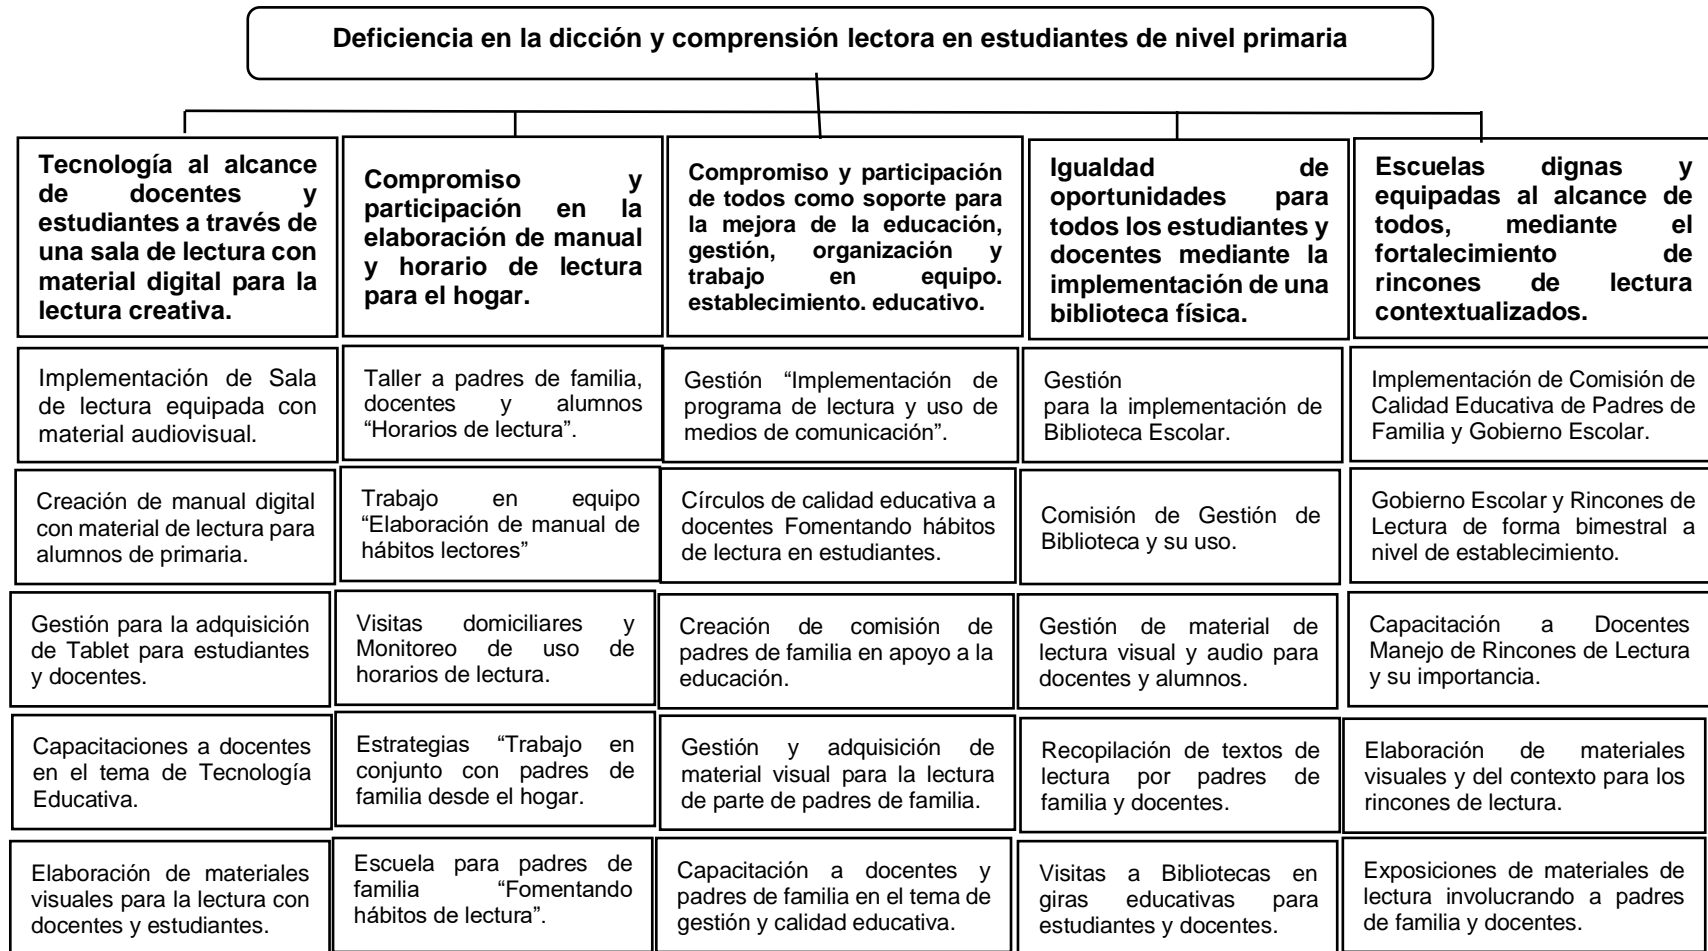 Deficiencia en la dicción y comprensión lectora en estudiantes de nivel primaria
Tecnología al alcance
de docentes y
estudiantes a través de
una sala de lectura con
material digital para la
lectura creativa.
Compromiso y
participación en la
elaboración de manual
y horario de lectura
para el hogar.
Compromiso y participación
de todos como soporte para
la mejora de la educación,
gestión, organización y
trabajo en equipo.
establecimiento. educativo.
Igualdad de
oportunidades para
todos los estudiantes y
docentes mediante la
implementación de una
biblioteca física.
Escuelas dignas y
equipadas al alcance de
todos, mediante el
fortalecimiento de
rincones de lectura
contextualizados.
Implementación de Sala
de lectura equipada con
material audiovisual.
Taller a padres de familia,
docentes y alumnos
“Horarios de lectura”.
Gestión “Implementación de
programa de lectura y uso de
medios de comunicación”.
Gestión
para la implementación de
Biblioteca Escolar.
Implementación de Comisión de
Calidad Educativa de Padres de
Familia y Gobierno Escolar.
Creación de manual digital
con material de lectura para
alumnos de primaria.
Trabajo en equipo
“Elaboración de manual de
hábitos lectores”
Círculos de calidad educativa a
docentes Fomentando hábitos
de lectura en estudiantes.
Comisión de Gestión de
Biblioteca y su uso.
Gobierno Escolar y Rincones de
Lectura de forma bimestral a
nivel de establecimiento.
Gestión para la adquisición
de Tablet para estudiantes
y docentes.
Visitas domiciliares y
Monitoreo de uso de
horarios de lectura.
Creación de comisión de
padres de familia en apoyo a la
educación.
Gestión de material de
lectura visual y audio para
docentes y alumnos.
Capacitación a Docentes
Manejo de Rincones de Lectura
y su importancia.
Capacitaciones a docentes
en el tema de Tecnología
Educativa.
Estrategias “Trabajo en
conjunto con padres de
familia desde el hogar.
Gestión y adquisición de
material visual para la lectura
de parte de padres de familia.
Recopilación de textos de
lectura por padres de
familia y docentes.
Elaboración de materiales
visuales y del contexto para los
rincones de lectura.
Elaboración de materiales
visuales para la lectura con
docentes y estudiantes.
Escuela para padres de
familia “Fomentando
hábitos de lectura”.
Capacitación a docentes y
padres de familia en el tema de
gestión y calidad educativa.
Visitas a Bibliotecas en
giras educativas para
estudiantes y docentes.
Exposiciones de materiales de
lectura involucrando a padres
de familia y docentes.